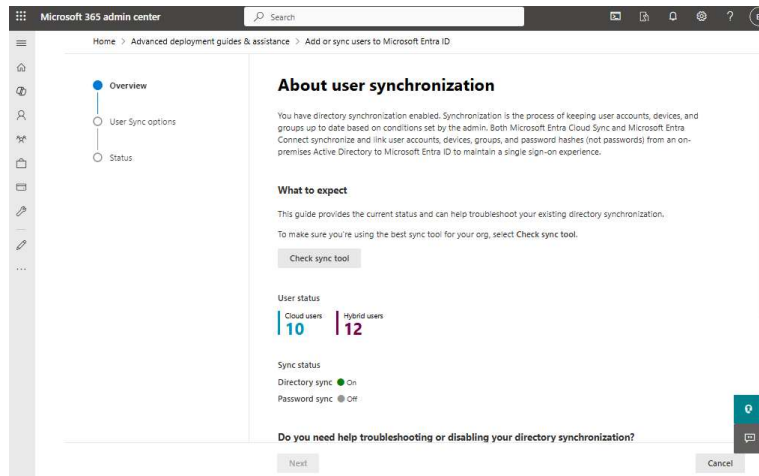 Microsoft 365 admin center
Search
Home > Advanced deployment guides & assistance > Add or sync users to Microsoft Entra ID
Overview
User Sync options
Status
About user synchronization
You have directory synchronization enabled. Synchronization is the process of keeping user accounts, devices, and
groups up to date based on conditions set by the admin. Both Microsoft Entra Cloud Sync and Microsoft Entra
Connect synchronize and link user accounts, devices, groups, and password hashes (not passwords) from an on-
premises Active Directory to Microsoft Entra ID to maintain a single sign-on experience.
What to expect
This guide provides the current status and can help troubleshoot your existing directory synchronization.
To make sure you're using the best sync tool for your org, select Check sync tool.
Check sync tool
User status
Cloud users
10
Hybrid users
12
Sync status
Directory sync On
Password sync Off
Do you need help troubleshooting or disabling your directory synchronization?
Next
Cancel